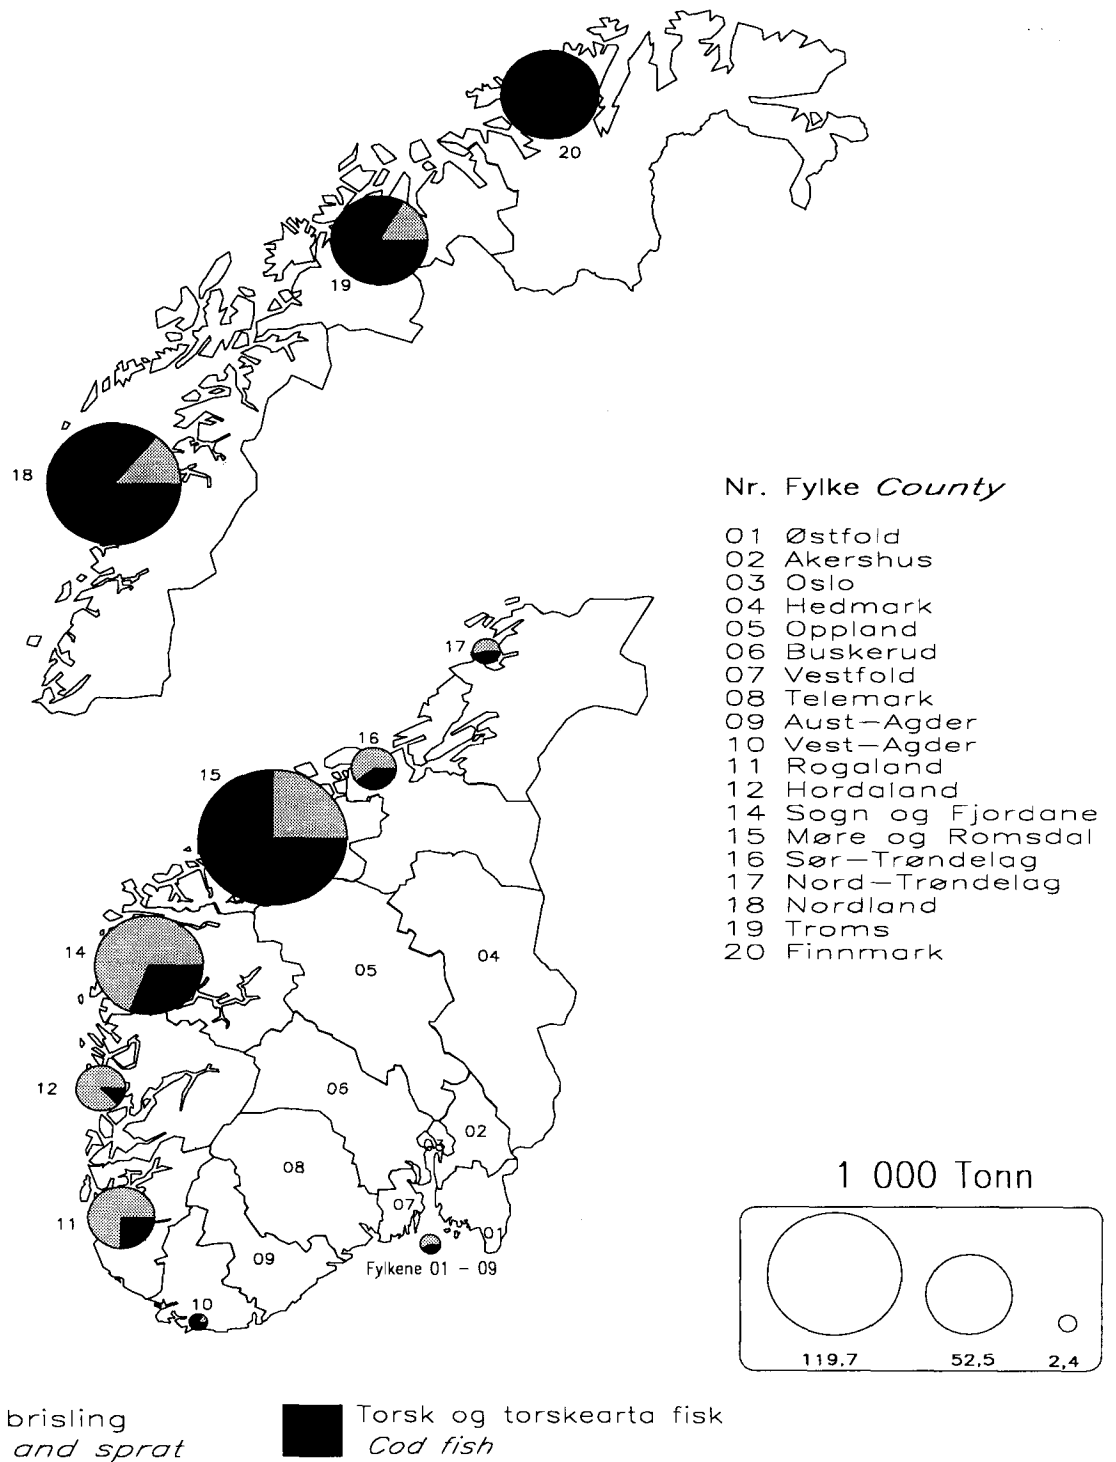 20
19
18
Nr. Fylke County
01 Østfold
02 Akershus
03 Oslo
04 Hedmark
05 Oppland
06 Buskerud
07 Vestfold
08 Telemark
09 Aust-Agder
10 Vest-Agder
11 Rogaland
12 Hordaland
14 Sogn og Fjordane
15 Møre og Romsdal
16 Sør-Trøndelag
17 Nord-Trøndelag
18 Nordland
19 Troms
20 Finnmark
17
16
15
14
05
04
12
06
02
03
08
07
11
01
09
Fylkene 01 - 09
10
1 000 Tonn
119,7 52,5 2,4
brisling
and sprat
Torsk og torskearta fisk
Cod fish